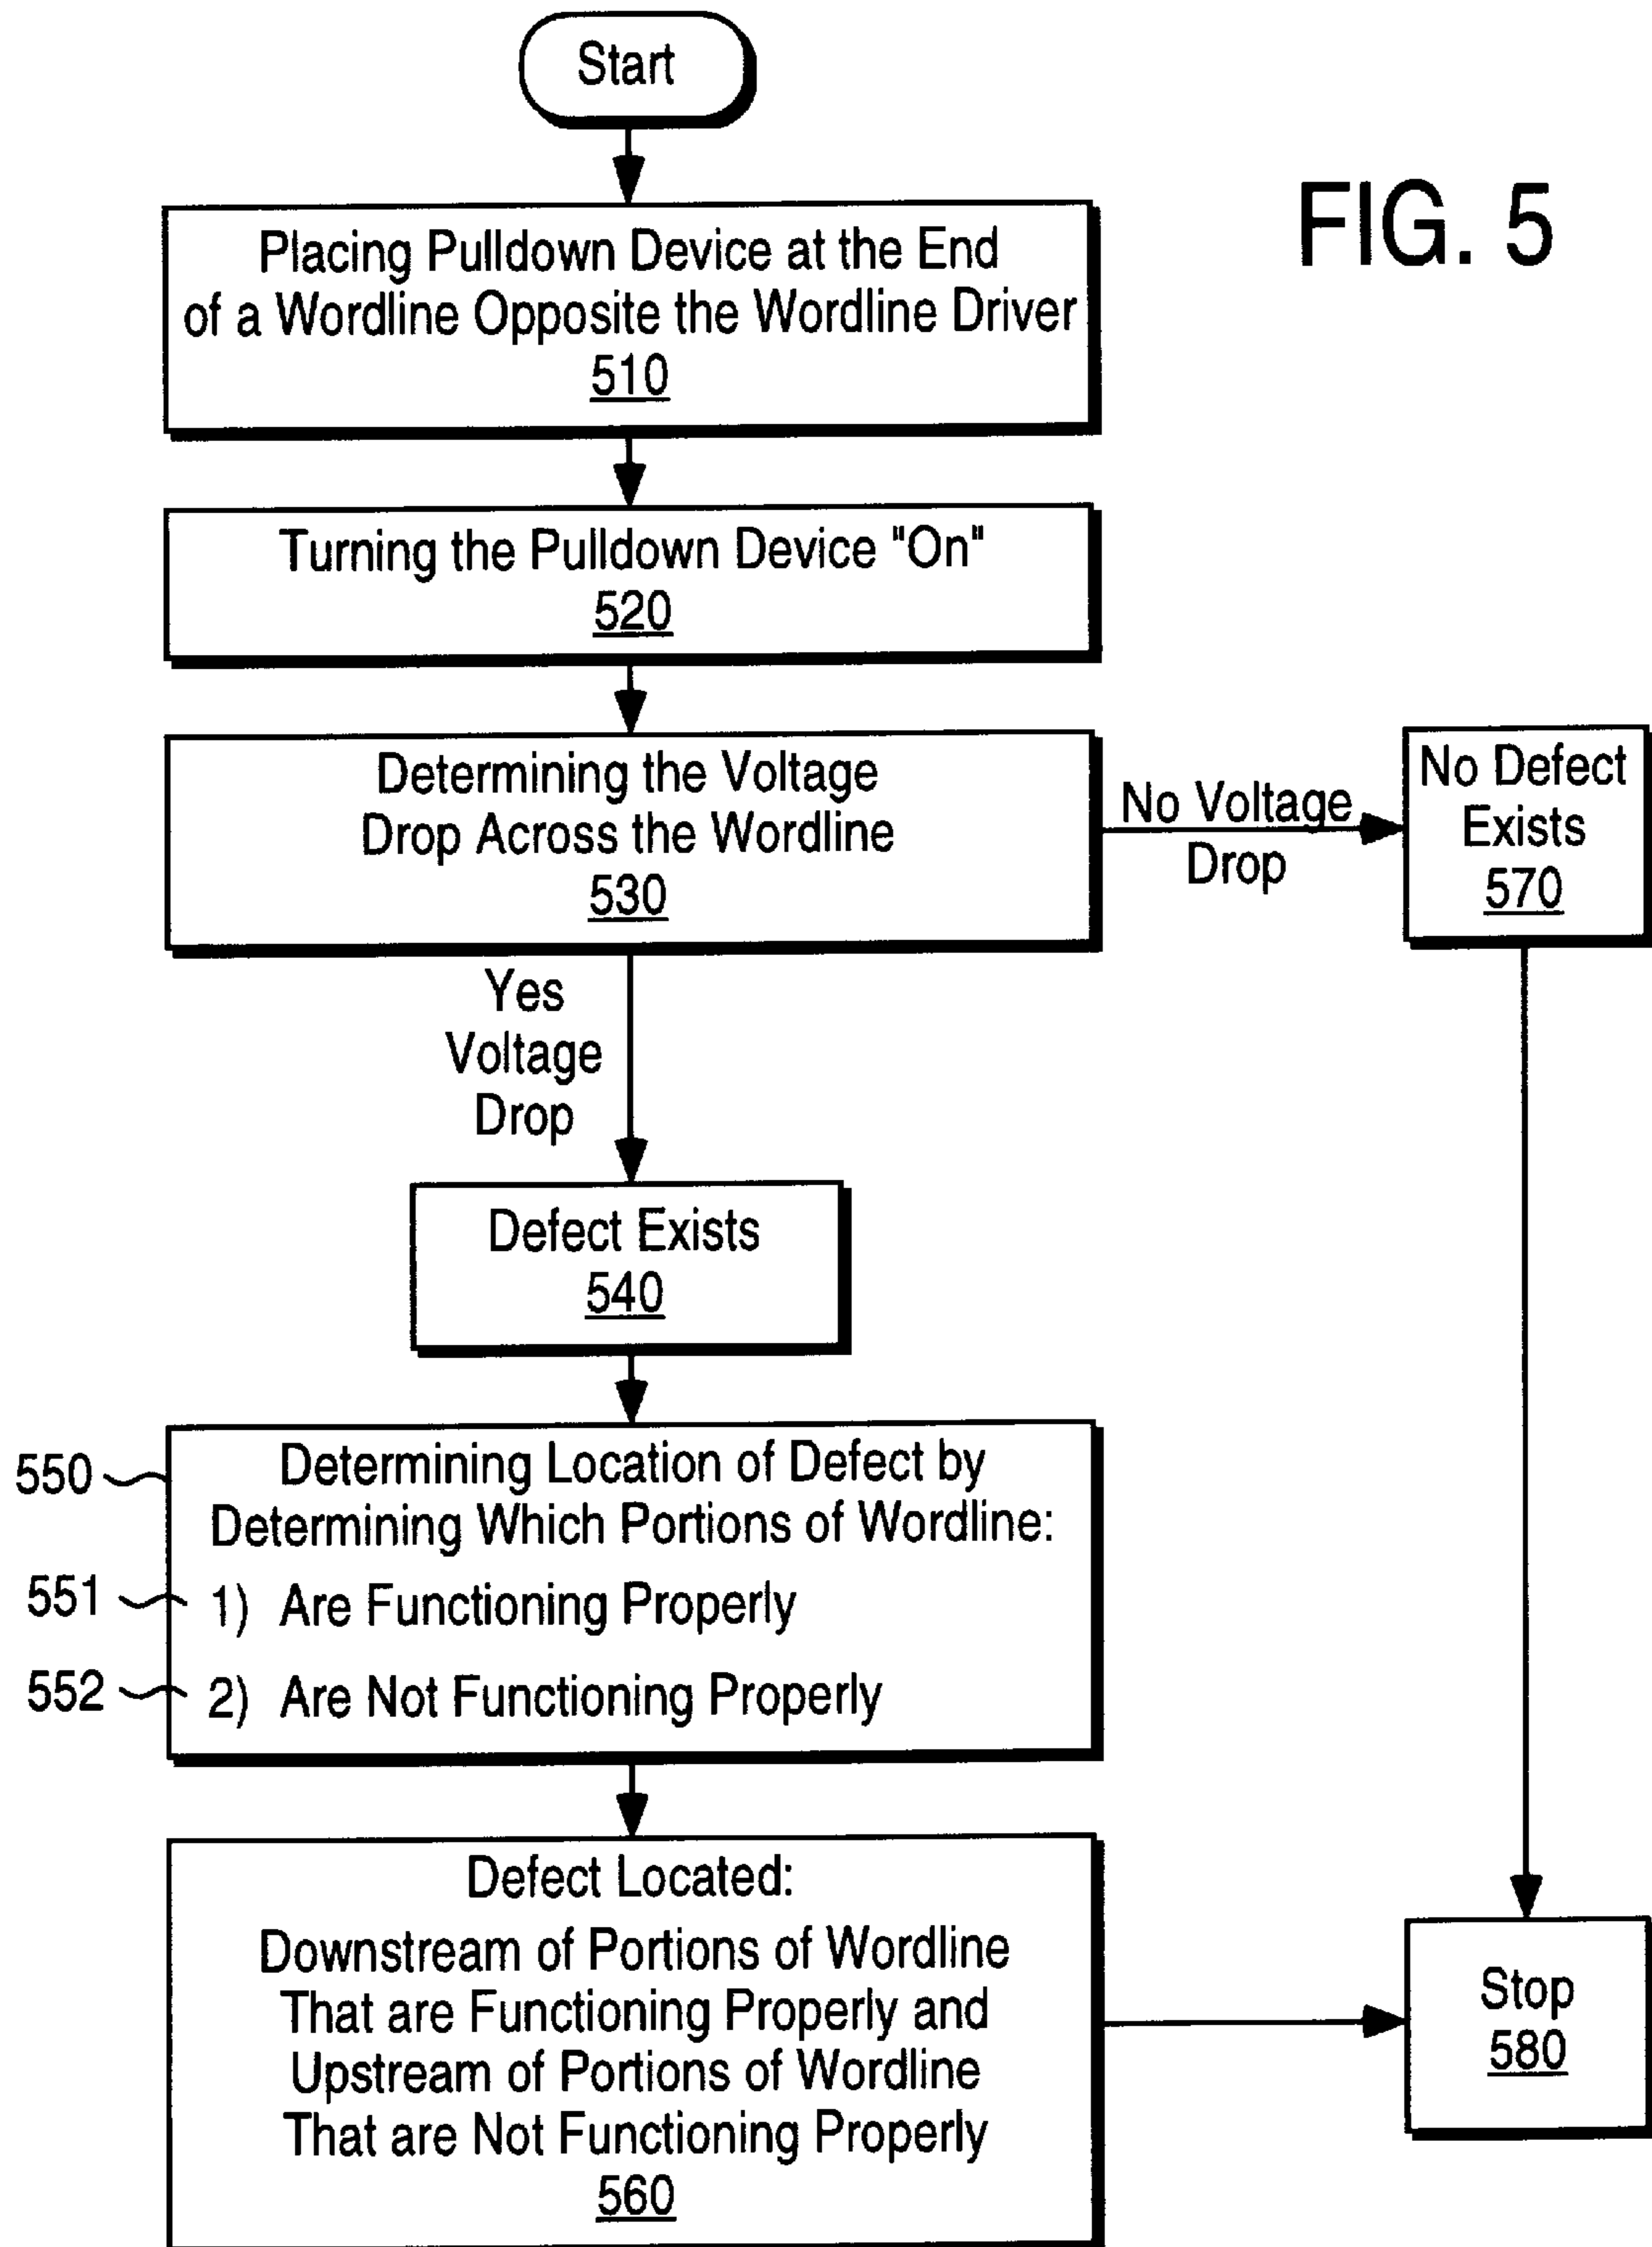 Start
FIG. 5
Placing Pulldown Device at the End
of a Wordline Opposite the Wordline Driver
510
Turning the Pulldown Device "On"
520
Determining the Voltage
Drop Across the Wordline
530
No Voltage
Drop
No Defect
Exists
570
Yes
Voltage
Drop
Defect Exists
540
550
Determining Location of Defect by
Determining Which Portions of Wordline:
551
1) Are Functioning Properly
552
2) Are Not Functioning Properly
Defect Located:
Downstream of Portions of Wordline
That are Functioning Properly and
Upstream of Portions of Wordline
That are Not Functioning Properly
560
Stop
580